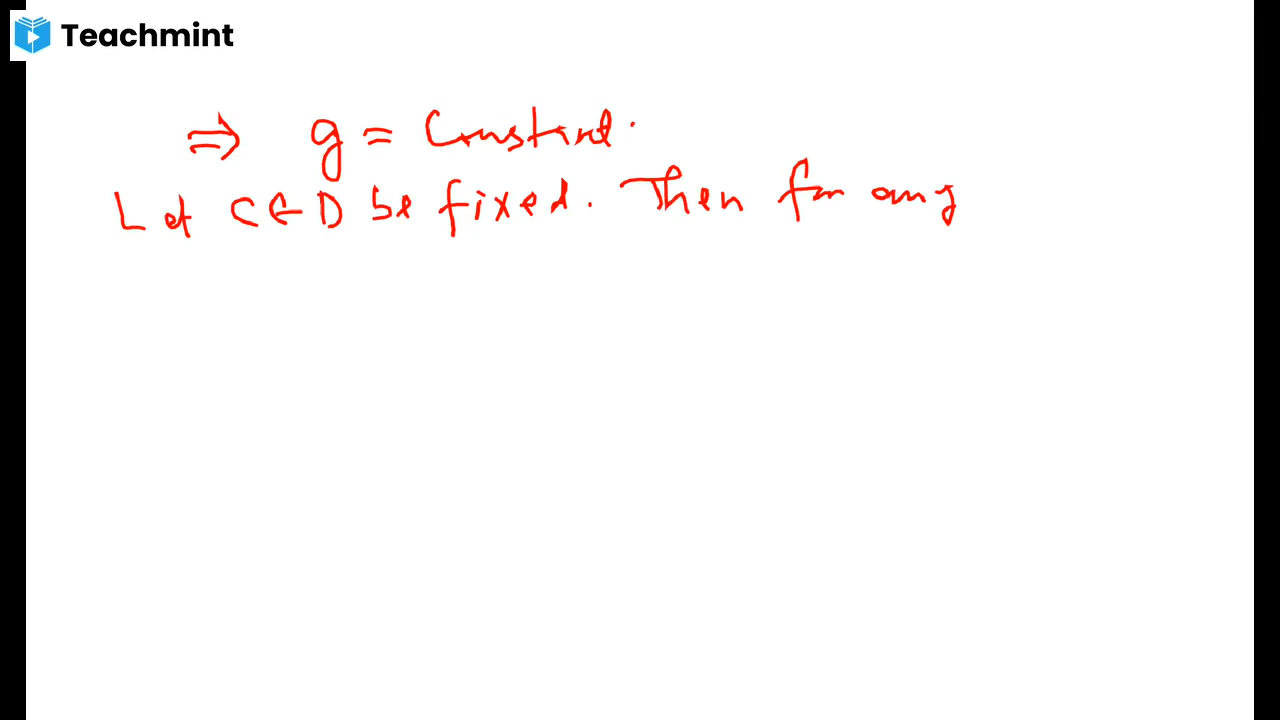 Teachmint
⇒ g = Constant.
Let C ∈ D be fixed. Then for any